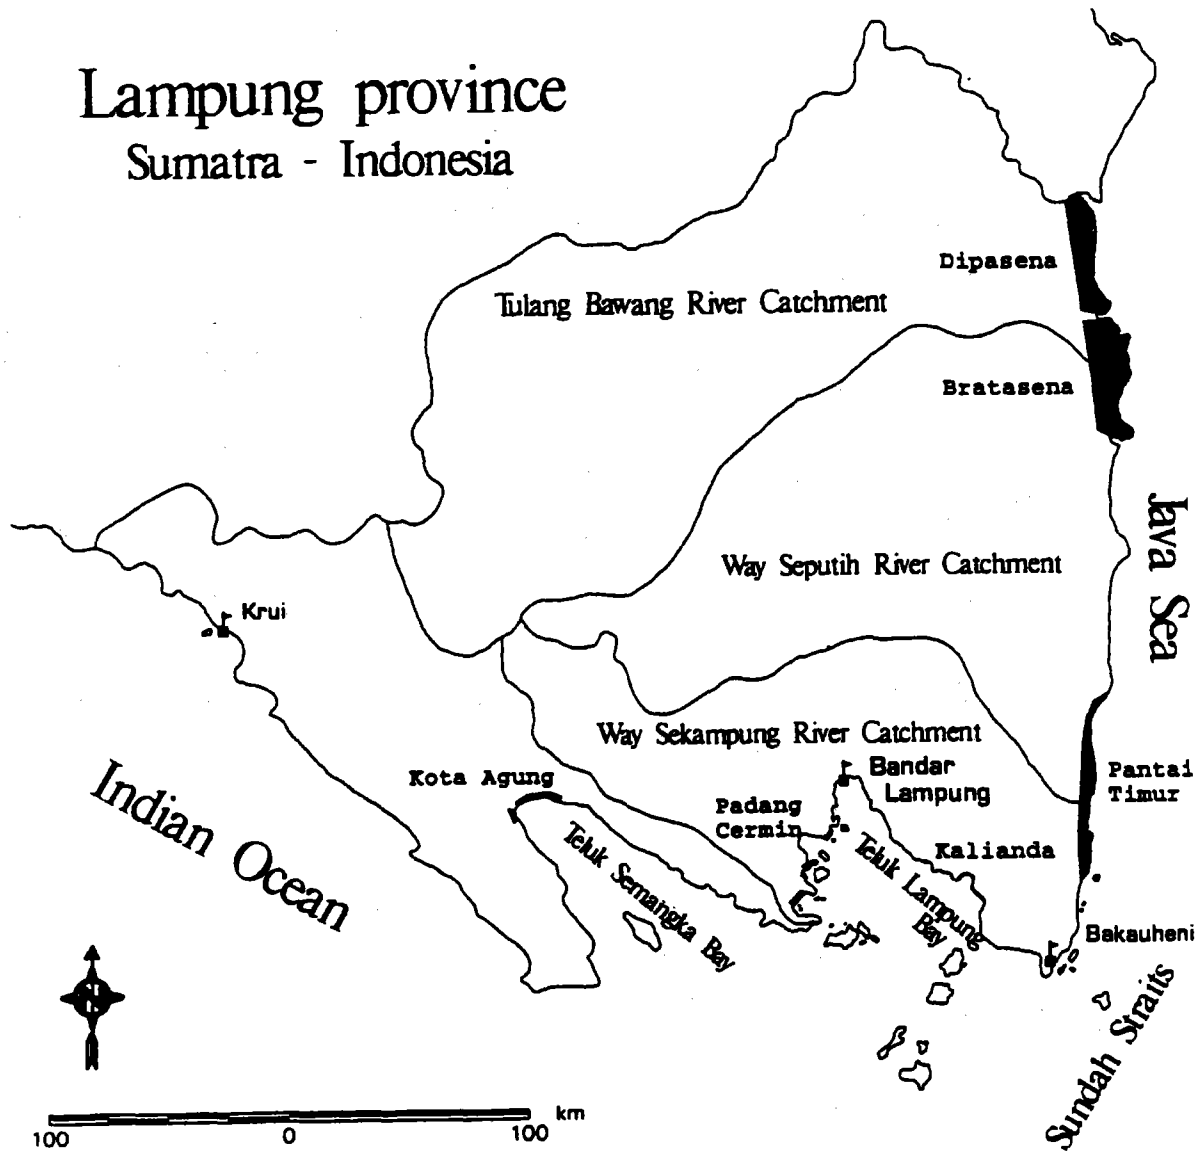 Lampung province
Sumatra - Indonesia
Dipasena
Tulang Bawang River Catchment
Bratasena
Java Sea
Way Seputih River Catchment
Krui
Way Sekampung River Catchment
Kota Agung
Bandar
Lampung
Pantai
Timur
Padang
Cermin
Indian Ocean
Teluk Semangka Bay
Teluk Lampung
Bay
Kalianda
Bakauheni
Sundah Straits
N
km
100 0 100